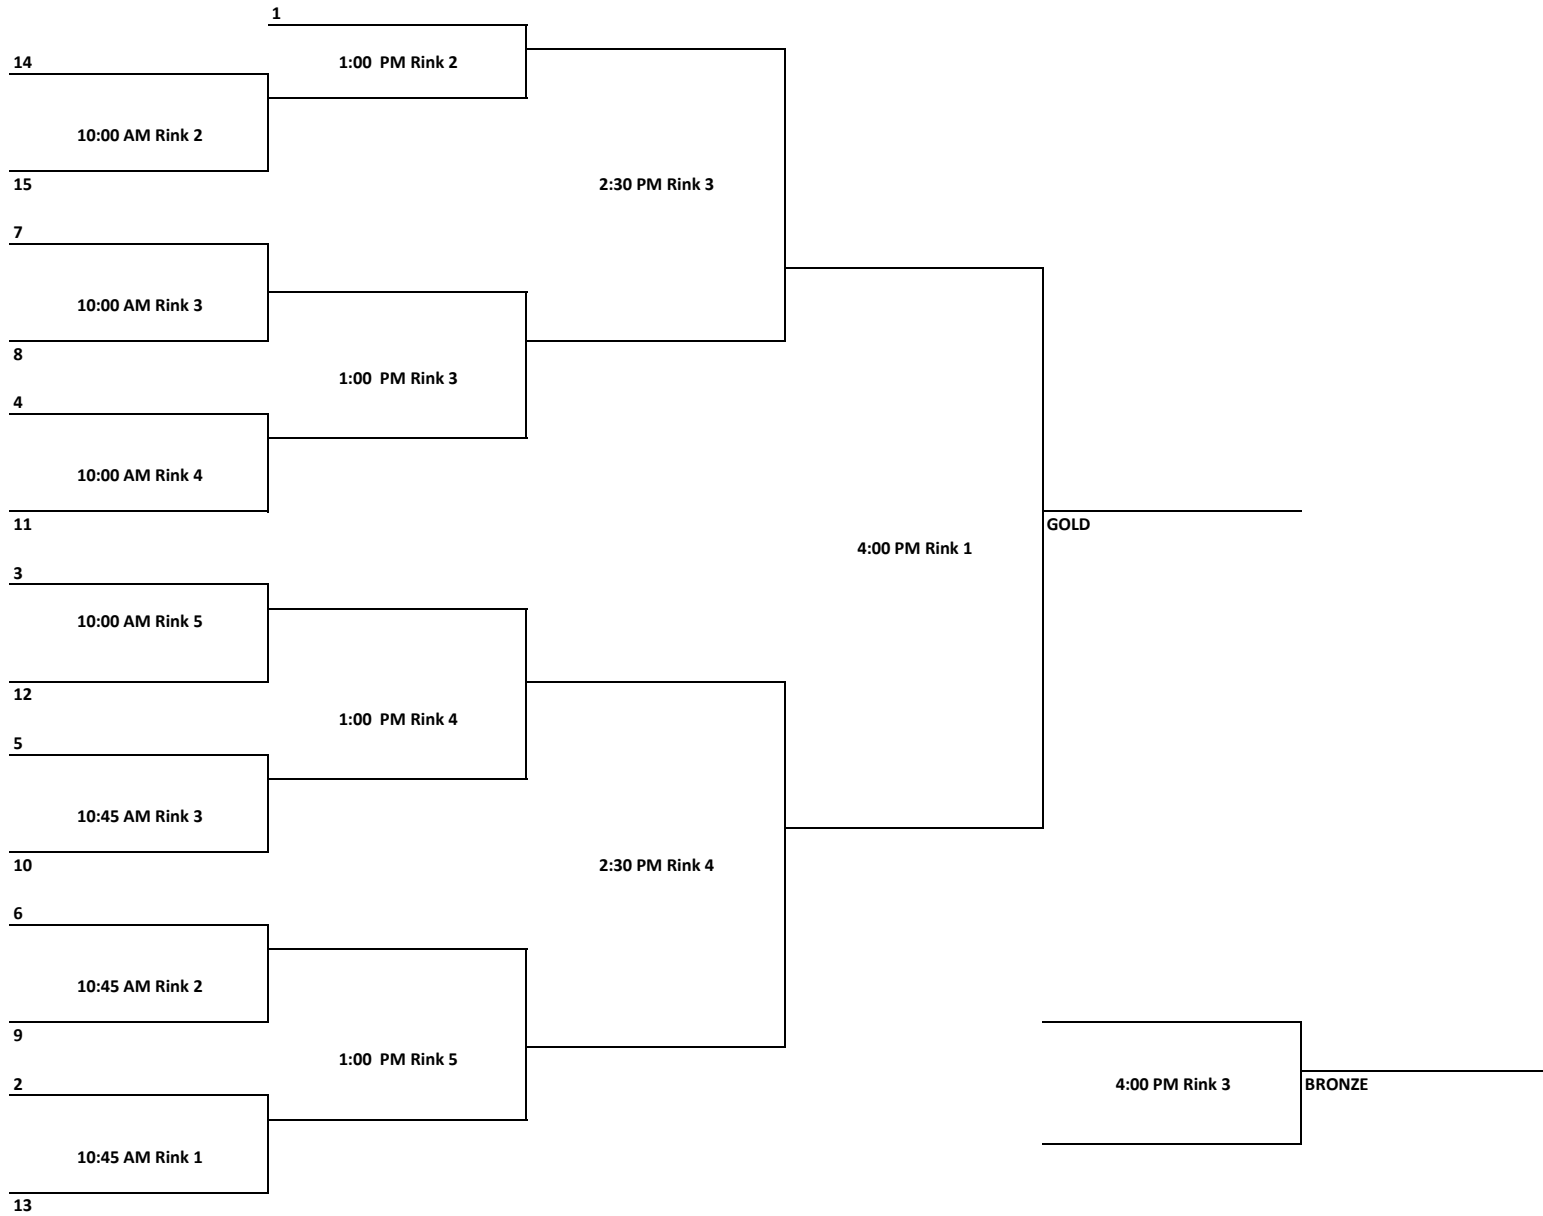 1
14
1:00  PM Rink 2
10:00 AM Rink 2
15
2:30 PM Rink 3
7
10:00 AM Rink 3
8
1:00  PM Rink 3
4
10:00 AM Rink 4
11
GOLD
4:00 PM Rink 1
3
10:00 AM Rink 5
12
1:00  PM Rink 4
5
10:45 AM Rink 3
10
2:30 PM Rink 4
6
10:45 AM Rink 2
9
1:00  PM Rink 5
2
4:00 PM Rink 3
BRONZE
10:45 AM Rink 1
13